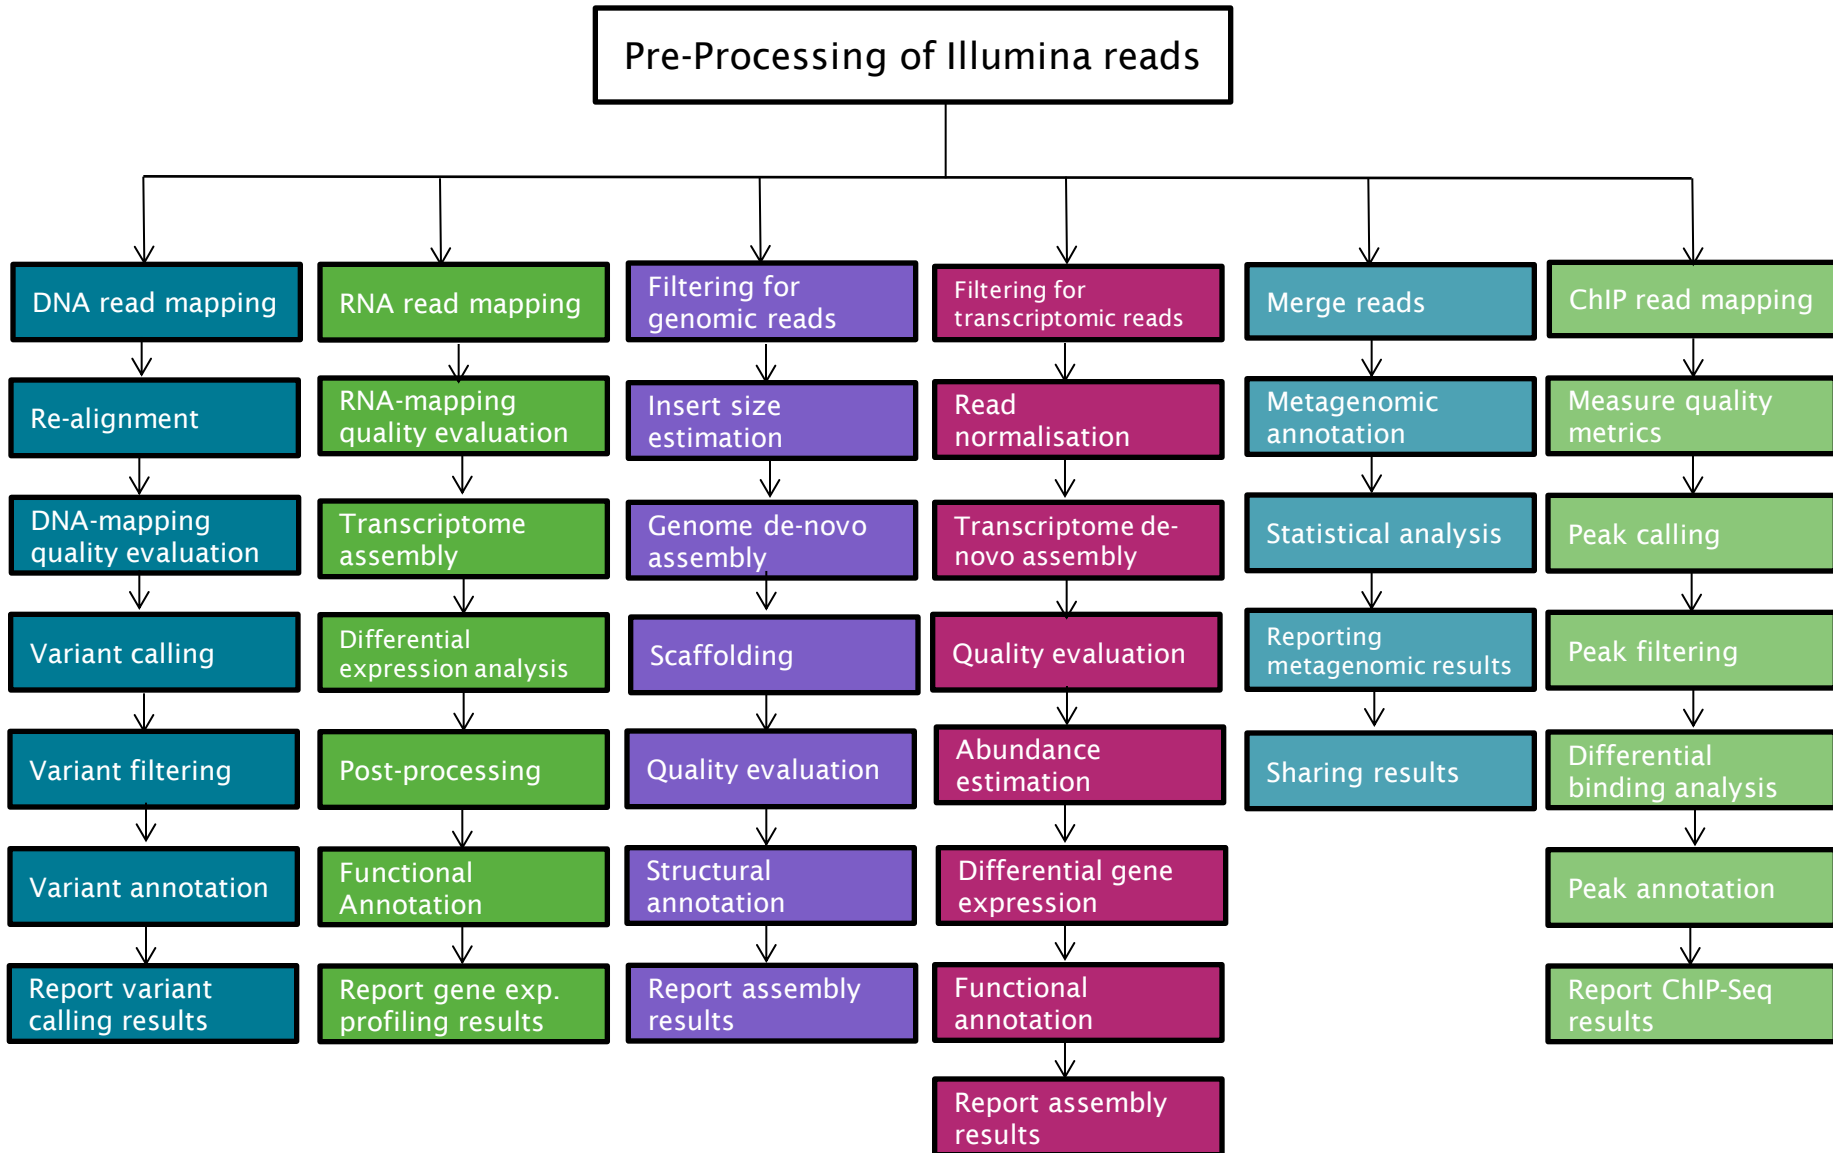 Pre-Processing of Illumina reads
DNA read mapping
Re-alignment
DNA-mapping
quality evaluation
Variant calling
Variant filtering
Variant annotation
Report variant
calling results
RNA read mapping
RNA-mapping
quality evaluation
Transcriptome
assembly
Differential
expression analysis
Post-processing
Functional
Annotation
Report gene exp.
profiling results
Filtering for
genomic reads
Insert size
estimation
Genome de-novo
assembly
Scaffolding
Quality evaluation
Structural
annotation
Report assembly
results
Filtering for
transcriptomic reads
Read
normalisation
Transcriptome de-
novo assembly
Quality evaluation
Abundance
estimation
Differential gene
expression
Functional
annotation
Report assembly
results
Merge reads
Metagenomic
annotation
Statistical analysis
Reporting
metagenomic results
Sharing results
ChIP read mapping
Measure quality
metrics
Peak calling
Peak filtering
Differential
binding analysis
Peak annotation
Report ChIP-Seq
results